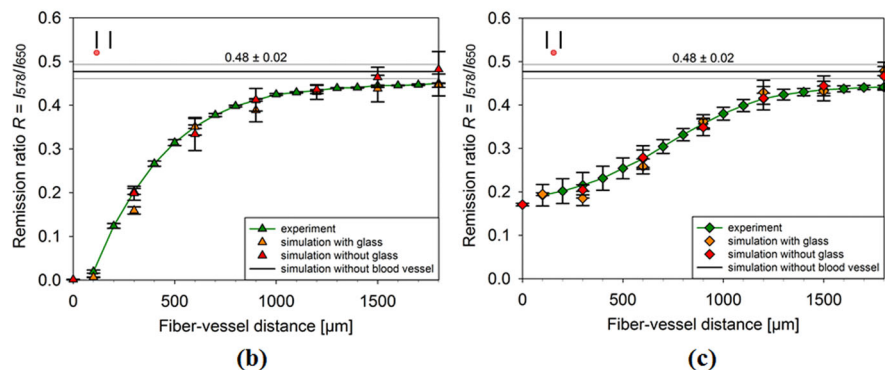 0.6
0.5
0.4
0.3
0.2
0.1
0.0
Remission ratio R = I578/I650
0.48 ± 0.02
experiment
simulation with glass
simulation without glass
simulation without blood vessel
0
500
1000
1500
Fiber-vessel distance [µm]
(b)
0.6
0.5
0.4
0.3
0.2
0.1
0.0
Remission ratio R = I578/I650
0.48 ± 0.02
experiment
simulation with glass
simulation without glass
simulation without blood vessel
0
500
1000
1500
Fiber-vessel distance [µm]
(c)